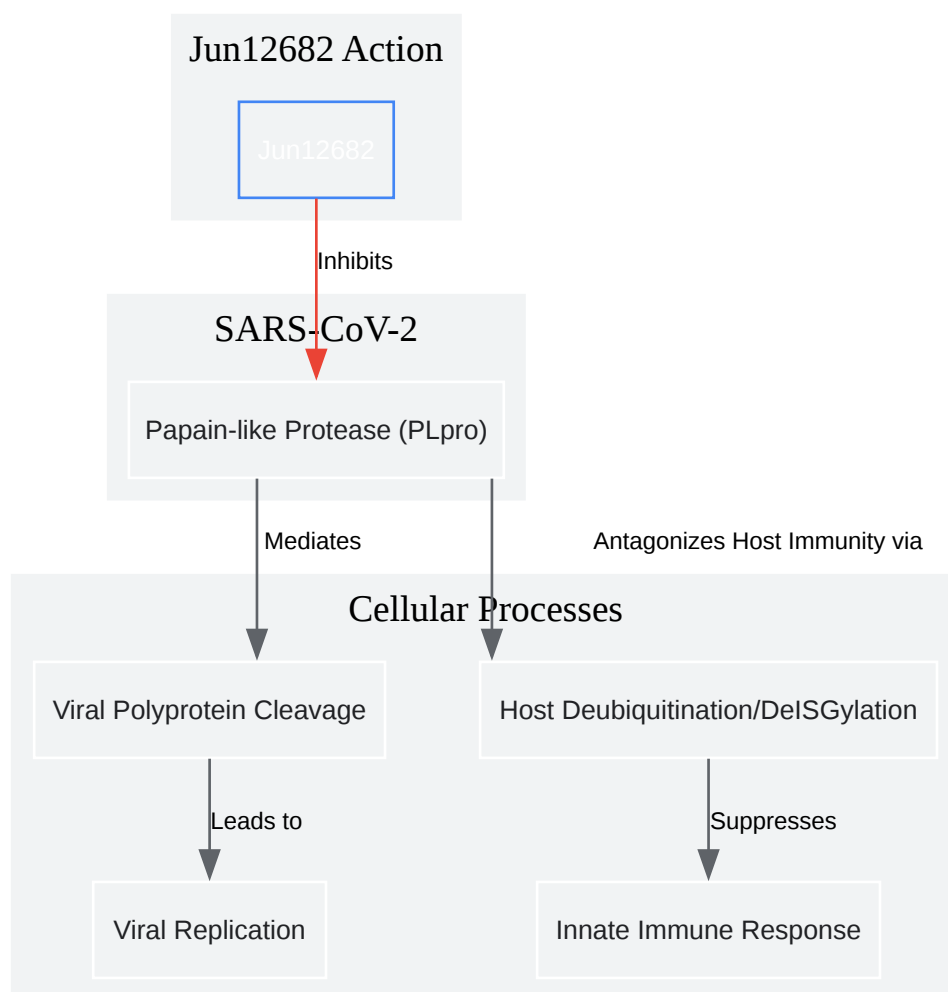 Jun12682 Action
Jun12682
Inhibits
SARS-CoV-2
Papain-like Protease (PLpro)
Mediates
Antagonizes Host Immunity via
Cellular Processes
Viral Polyprotein Cleavage
Host Deubiquitination/DeISGylation
Leads to
Suppresses
Viral Replication
Innate Immune Response